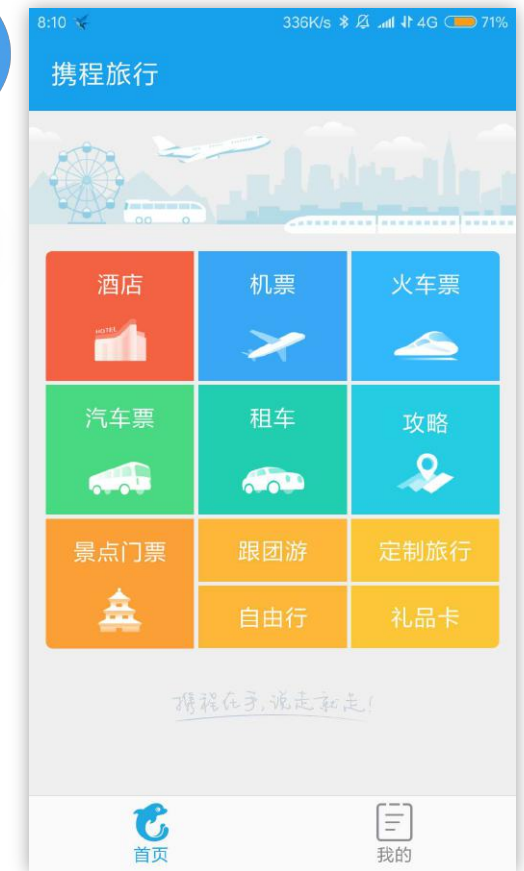 8:10 336K/s 4G 71%
携程旅行
酒店 机票 火车票
HOTEL
汽车票 租车 攻略
景点门票 跟团游 定制旅行
自由行 礼品卡
携程在手,说走就走!
首页 我的